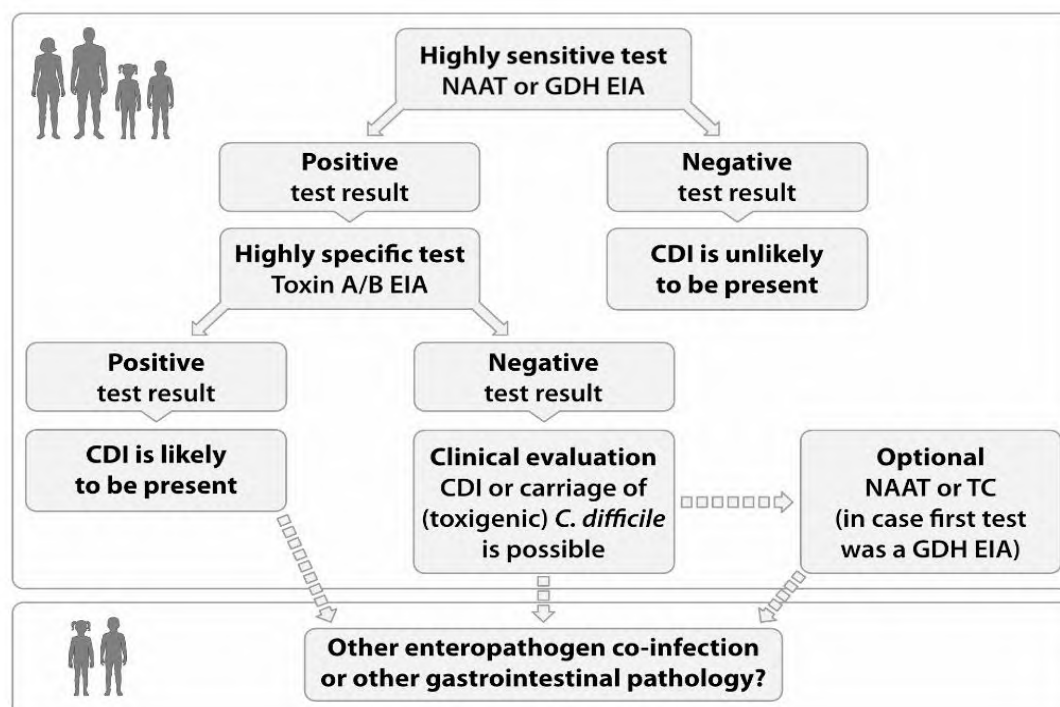 Highly sensitive test
NAAT or GDH EIA
Positive
test result
Negative
test result
Highly specific test
Toxin A/B EIA
CDI is unlikely
to be present
Positive
test result
Negative
test result
CDI is likely
to be present
Clinical evaluation
CDI or carriage of
(toxigenic) C. difficile
is possible
Optional
NAAT or TC
(in case first test
was a GDH EIA)
Other enteropathogen co-infection
or other gastrointestinal pathology?